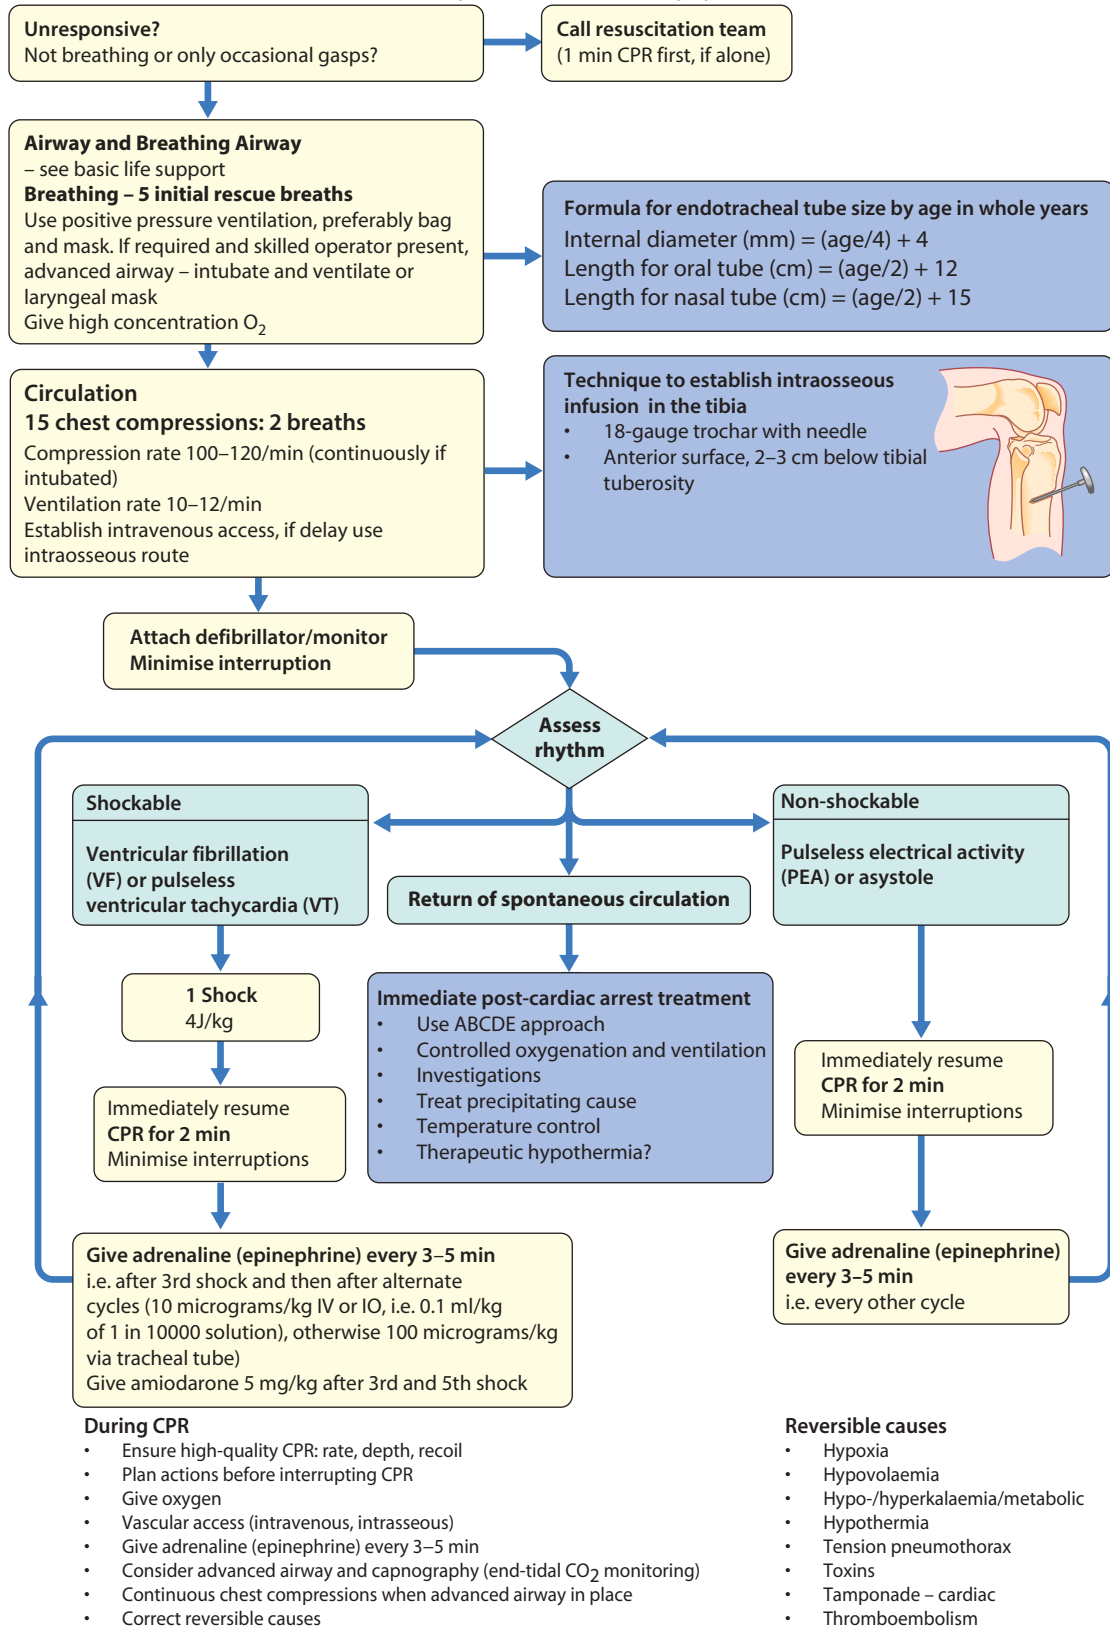 Unresponsive?
Not breathing or only occasional gasps?
Call resuscitation team
(1 min CPR first, if alone)
Airway and Breathing Airway
– see basic life support
Breathing – 5 initial rescue breaths
Use positive pressure ventilation, preferably bag
and mask. If required and skilled operator present,
advanced airway – intubate and ventilate or
laryngeal mask
Give high concentration O2
Formula for endotracheal tube size by age in whole years
Internal diameter (mm) = (age/4) + 4
Length for oral tube (cm) = (age/2) + 12
Length for nasal tube (cm) = (age/2) + 15
Circulation
15 chest compressions: 2 breaths
Compression rate 100–120/min (continuously if
intubated)
Ventilation rate 10–12/min
Establish intravenous access, if delay use
intraosseous route
Technique to establish intraosseous
infusion in the tibia
• 18-gauge trochar with needle
• Anterior surface, 2–3 cm below tibial
tuberosity
Attach defibrillator/monitor
Minimise interruption
Assess
rhythm
Shockable
Ventricular fibrillation
(VF) or pulseless
ventricular tachycardia (VT)
Return of spontaneous circulation
Non-shockable
Pulseless electrical activity
(PEA) or asystole
1 Shock
4J/kg
Immediately resume
CPR for 2 min
Minimise interruptions
Immediate post-cardiac arrest treatment
• Use ABCDE approach
• Controlled oxygenation and ventilation
• Investigations
• Treat precipitating cause
• Temperature control
• Therapeutic hypothermia?
Immediately resume
CPR for 2 min
Minimise interruptions
Give adrenaline (epinephrine) every 3–5 min
i.e. after 3rd shock and then after alternate
cycles (10 micrograms/kg IV or IO, i.e. 0.1 ml/kg
of 1 in 10000 solution), otherwise 100 micrograms/kg
via tracheal tube)
Give amiodarone 5 mg/kg after 3rd and 5th shock
Give adrenaline (epinephrine)
every 3–5 min
i.e. every other cycle
During CPR
• Ensure high-quality CPR: rate, depth, recoil
• Plan actions before interrupting CPR
• Give oxygen
• Vascular access (intravenous, intrasseous)
• Give adrenaline (epinephrine) every 3–5 min
• Consider advanced airway and capnography (end-tidal CO2 monitoring)
• Continuous chest compressions when advanced airway in place
• Correct reversible causes
Reversible causes
• Hypoxia
• Hypovolaemia
• Hypo-/hyperkalaemia/metabolic
• Hypothermia
• Tension pneumothorax
• Toxins
• Tamponade – cardiac
• Thromboembolism